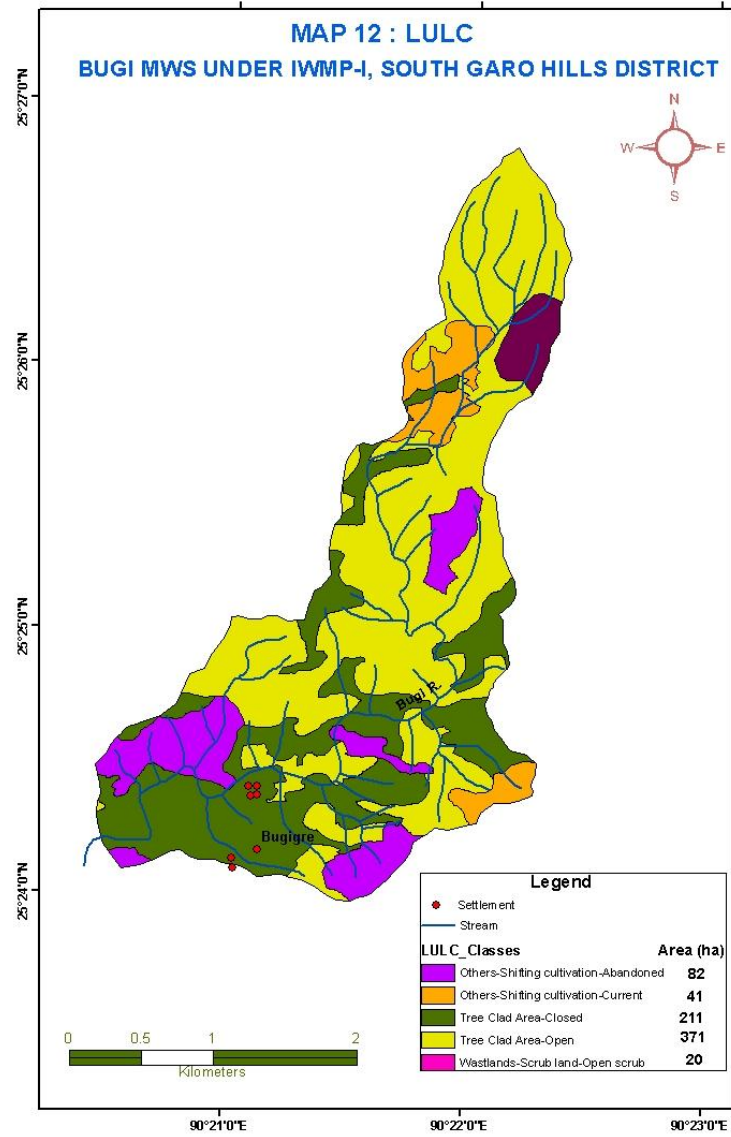 MAP 12 : LULC
BUGI MWS UNDER IWMP-I, SOUTH GARO HILLS DISTRICT
N
W E
S
25°27'0"N
25°26'0"N
25°25'0"N
25°24'0"N
Bugi R.
Bugigre
Legend
Settlement
Stream
LULC_Classes Area (ha)
Others-Shifting cultivation-Abandoned 82
Others-Shifting cultivation-Current 41
Tree Clad Area-Closed 211
Tree Clad Area-Open 371
Wastlands-Scrub land-Open scrub 20
0 0.5 1 2
Kilometers
90°21'0"E 90°22'0"E 90°23'0"E